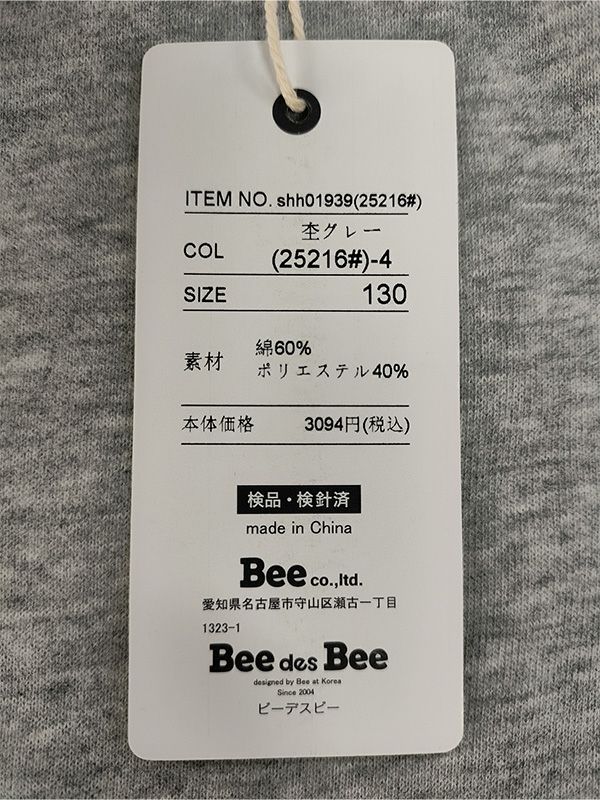 ITEM NO. shh01939(25216#)
杢グレー
COL (25216#)-4
SIZE 130
綿60%
素材 ポリエステル40%
本体価格 3094円(税込)
検品・検針済
made in China
Bee co.,ltd.
愛知県名古屋市守山区瀬古一丁目
1323-1
Bee des Bee
designed by Bee at Korea
Since 2004
ビーデスビー